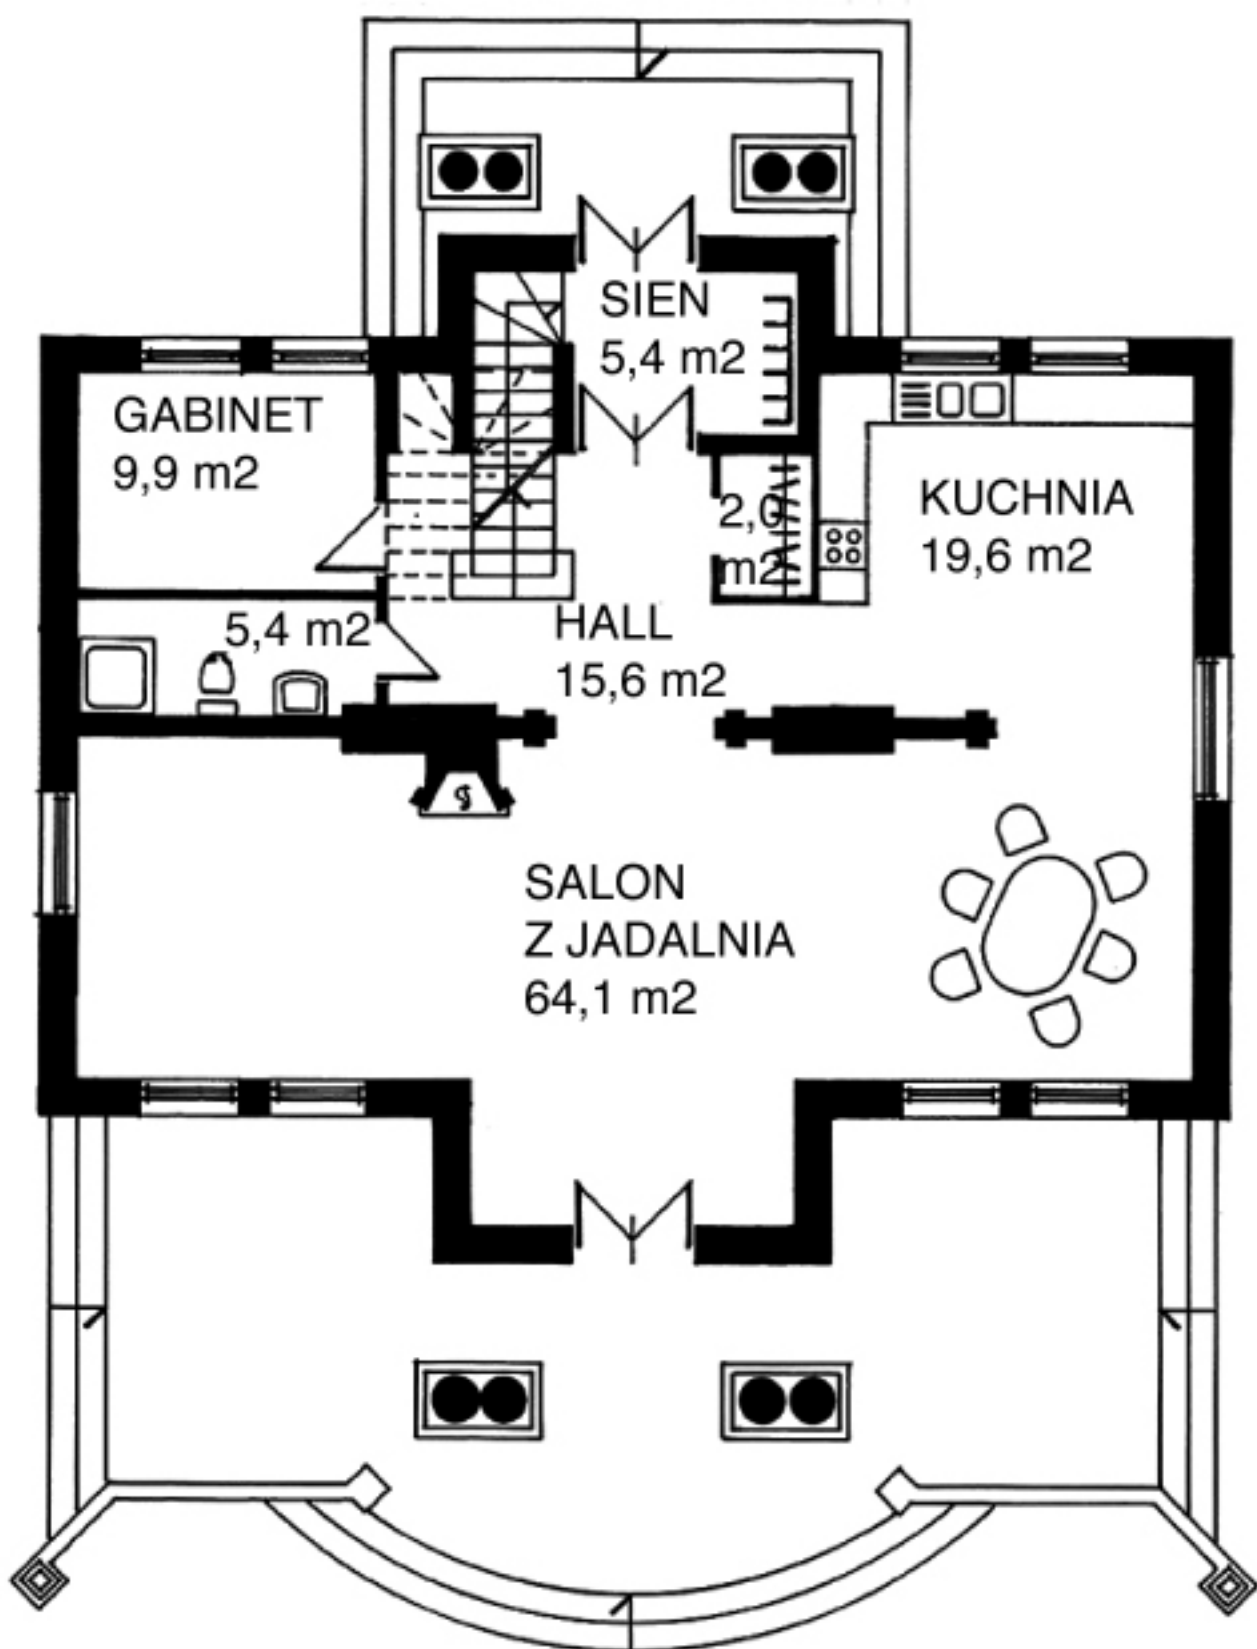 SIEN
5,4 m2
GABINET
9,9 m2
KUCHNIA
19,6 m2
2,0
m2
5,4 m2
HALL
15,6 m2
SALON
Z JADALNIA
64,1 m2